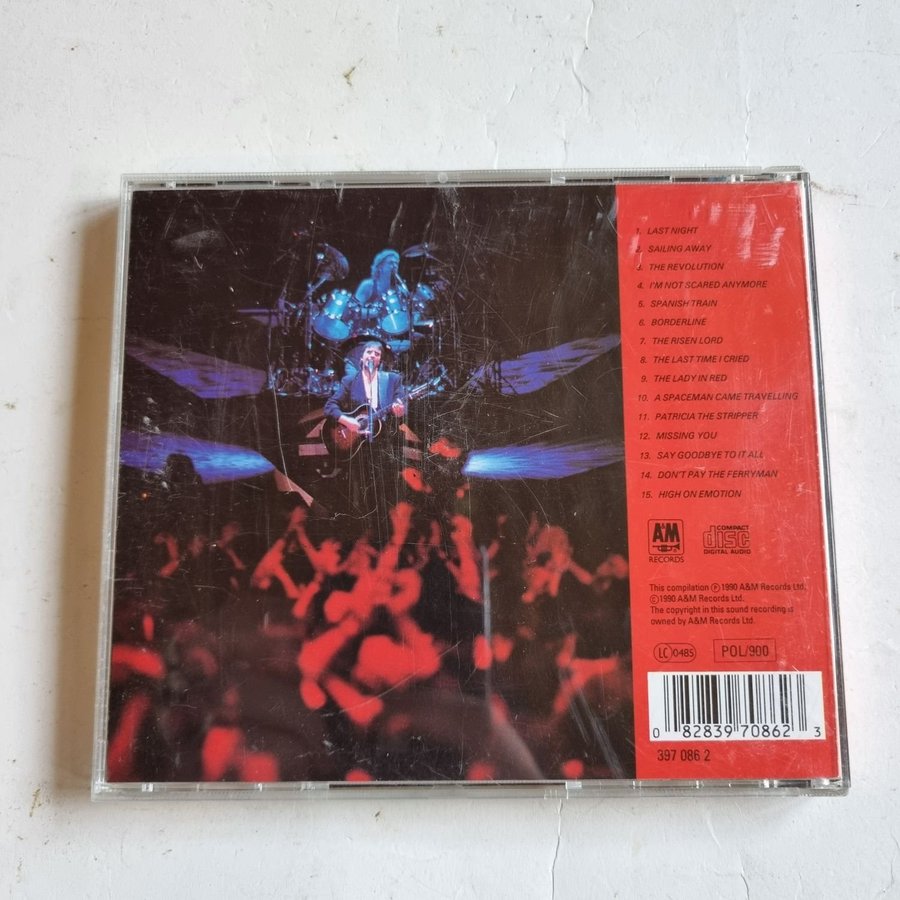 1. LAST NIGHT
2. SAILING AWAY
3. THE REVOLUTION
4. I'M NOT SCARED ANYMORE
5. SPANISH TRAIN
6. BORDERLINE
7. THE RISEN LORD
8. THE LAST TIME I CRIED
9. THE LADY IN RED
10. A SPACEMAN CAME TRAVELLING
11. PATRICIA THE STRIPPER
12. MISSING YOU
13. SAY GOODBYE TO IT ALL
14. DON'T PAY THE FERRYMAN
15. HIGH ON EMOTION
A&M
RECORDS
COMPACT
disc
DIGITAL AUDIO
This compilation Ⓟ1990 A&M Records Ltd.
©1990 A&M Records Ltd.
The copyright in this sound recording is
owned by A&M Records Ltd.
LC 0485
POL/900
0 82839 70862 3
397 086 2